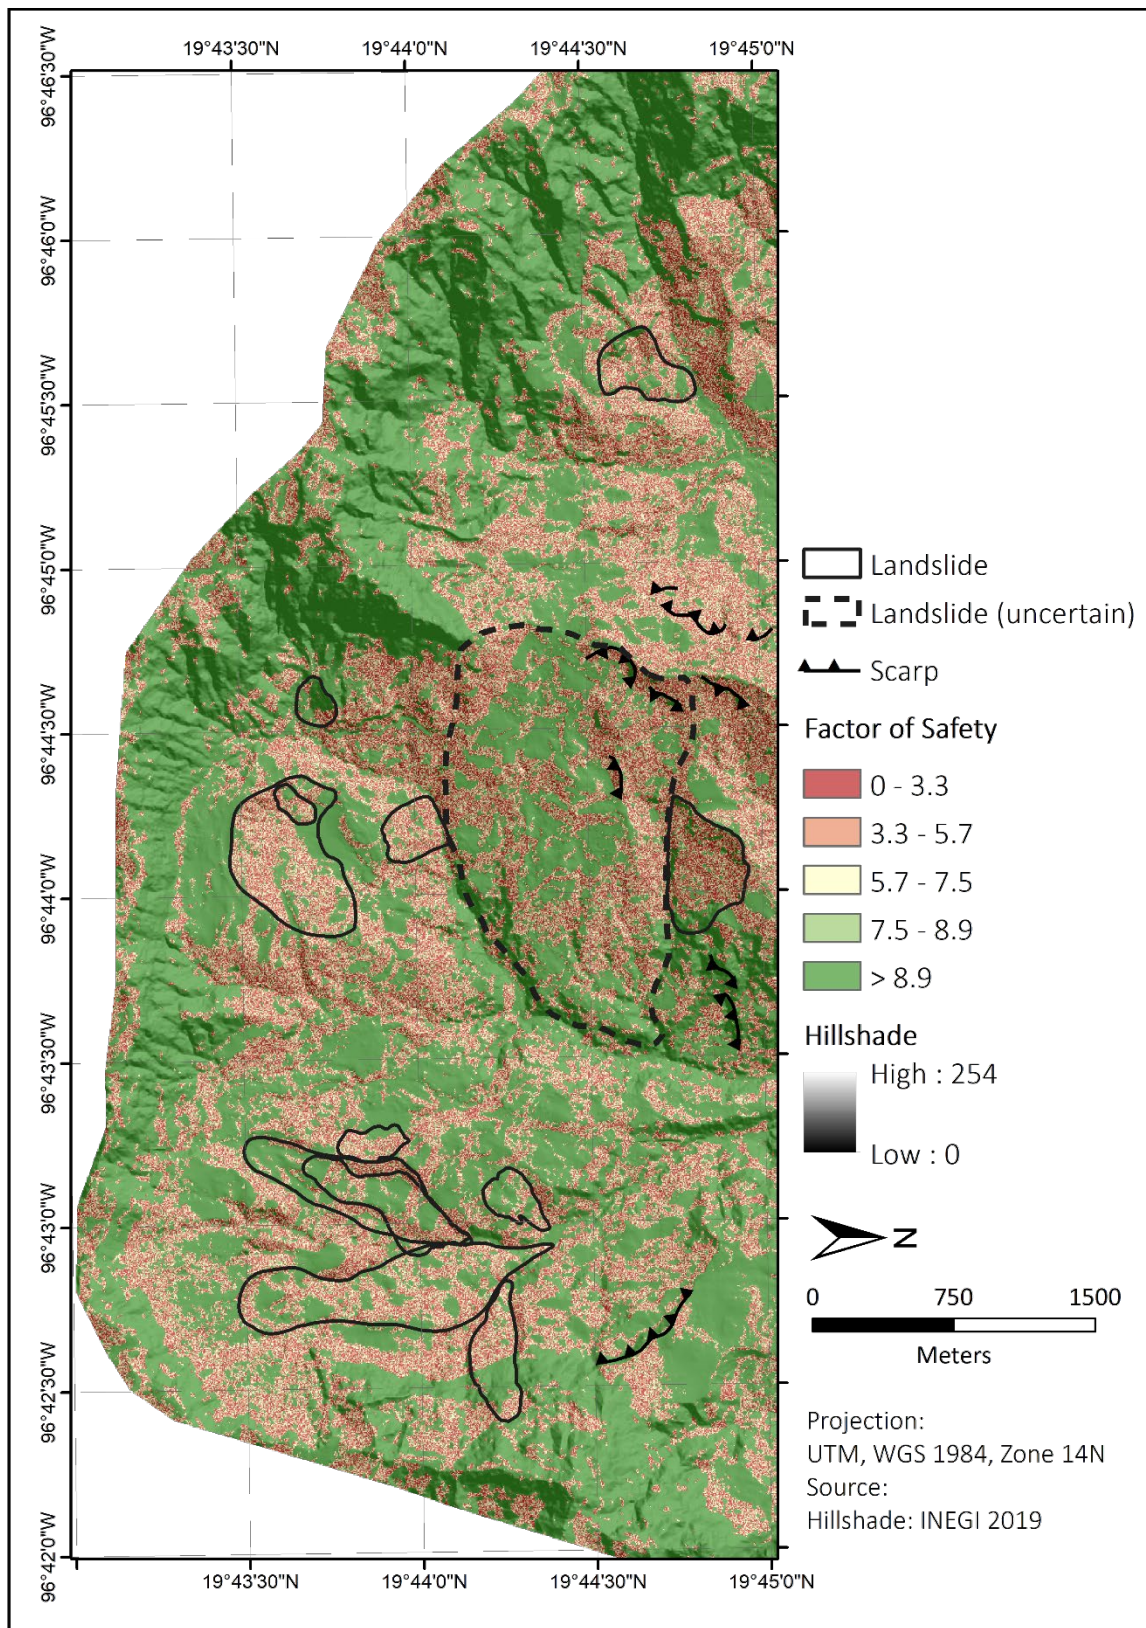 19°43'30"N 19°44'0"N 19°44'30"N 19°45'0"N
96°46'30"W
96°46'0"W
96°45'30"W
96°45'0"W
96°44'30"W
96°44'0"W
96°43'30"W
96°43'0"W
96°42'30"W
96°42'0"W
Landslide
Landslide (uncertain)
Scarp
Factor of Safety
0 - 3.3
3.3 - 5.7
5.7 - 7.5
7.5 - 8.9
> 8.9
Hillshade
High : 254
Low : 0
N
0 750 1500
Meters
Projection:
UTM, WGS 1984, Zone 14N
Source:
Hillshade: INEGI 2019
19°43'30"N 19°44'0"N 19°44'30"N 19°45'0"N